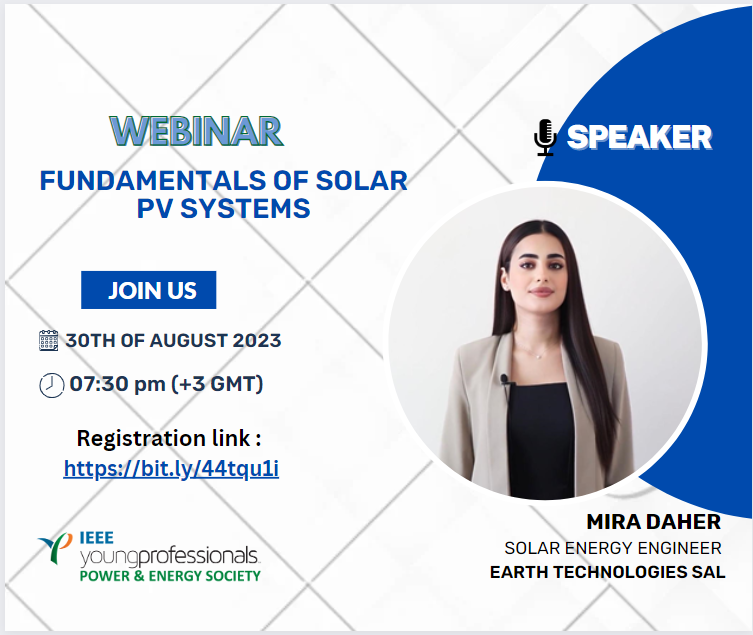 WEBINAR
FUNDAMENTALS OF SOLAR
PV SYSTEMS
JOIN US
30TH OF AUGUST 2023
07:30 pm (+3 GMT)
Registration link :
https://bit.ly/44tqu1i
IEEE
youngprofessionals
POWER & ENERGY SOCIETY
SPEAKER
MIRA DAHER
SOLAR ENERGY ENGINEER
EARTH TECHNOLOGIES SAL